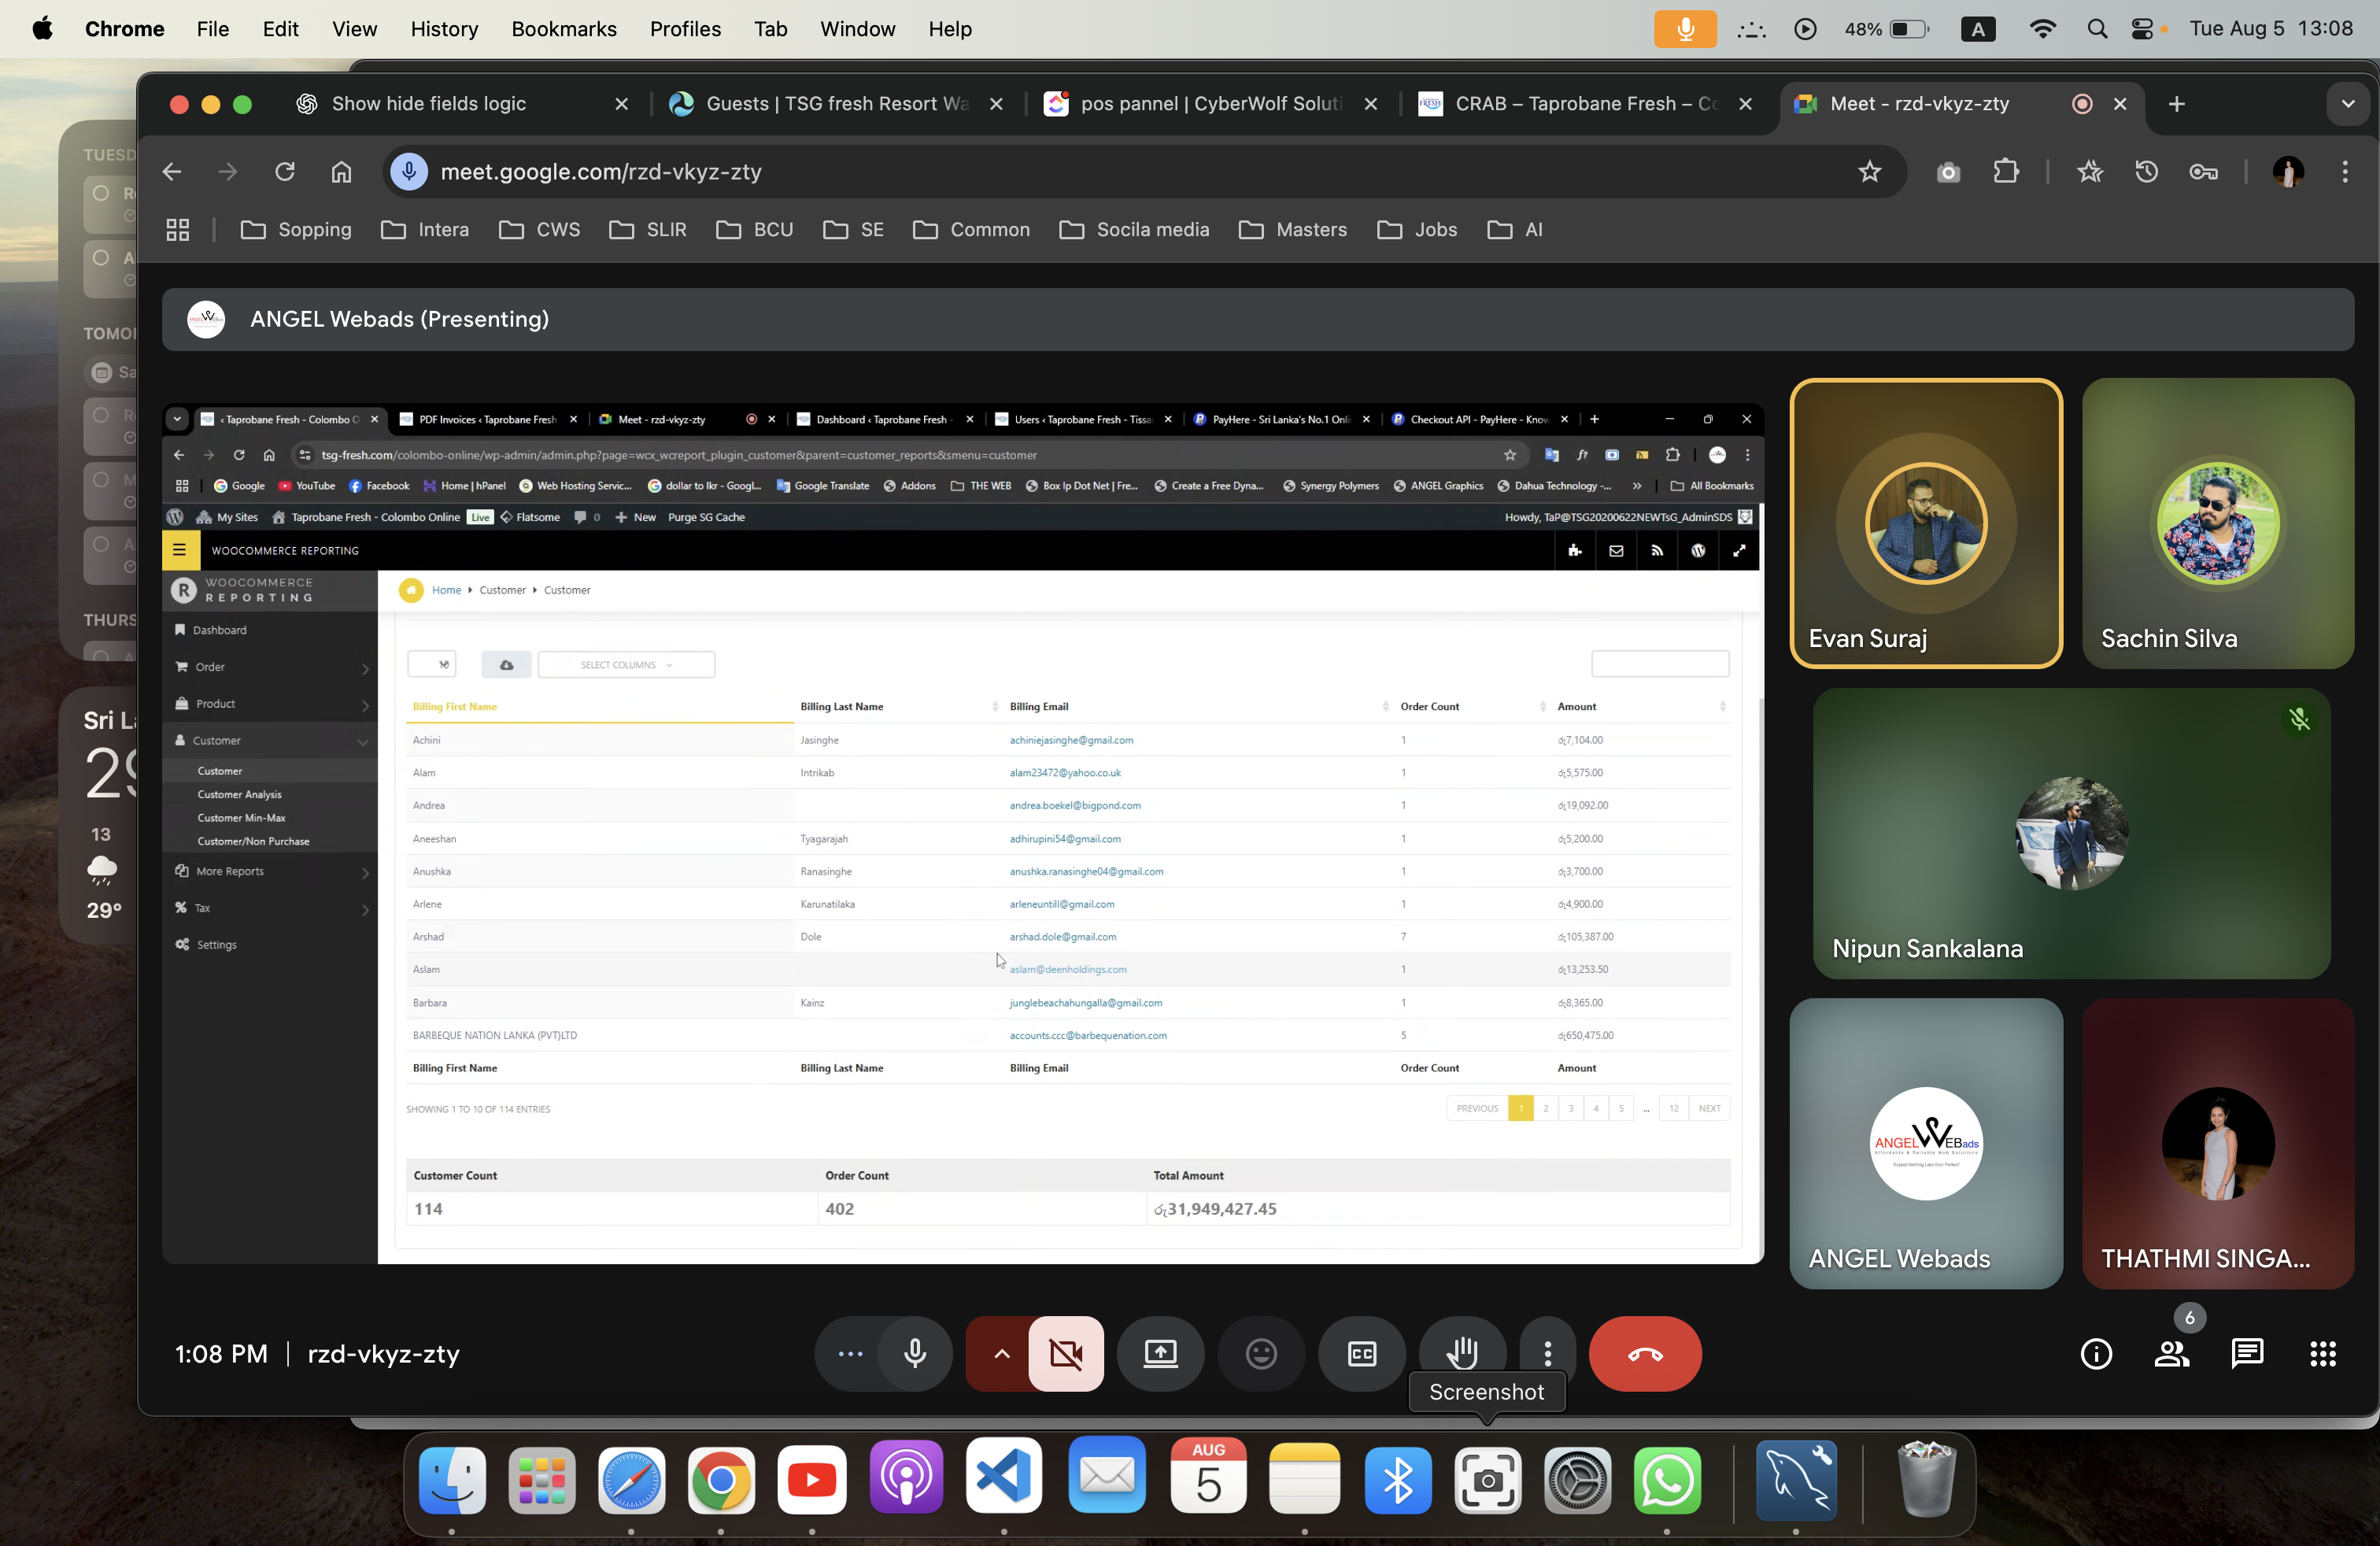 Chrome File Edit View History Bookmarks Profiles Tab Window Help 48% A Tue Aug 5 13:08
Show hide fields logic Guests | TSG fresh Resort Wa pos pannel | CyberWolf Soluti CRAB – Taprobane Fresh – Co Meet - rzd-vkyz-zty
meet.google.com/rzd-vkyz-zty
Sopping Intera CWS SLIR BCU SE Common Socila media Masters Jobs AI
TUESD
TOMOI
Sa
THURS
Sri La
13
29°
ANGEL Webads (Presenting)
‹ Taprobane Fresh - Colombo O PDF Invoices ‹ Taprobane Fresh Meet - rzd-vkyz-zty Dashboard ‹ Taprobane Fresh - Users ‹ Taprobane Fresh - Tissa PayHere - Sri Lanka's No.1 Onli Checkout API - PayHere - Know
tsg-fresh.com/colombo-online/wp-admin/admin.php?page=wcx_wcreport_plugin_customer&parent=customer_reports&smenu=customer
Google YouTube Facebook Home | hPanel Web Hosting Servic... dollar to lkr - Googl... Google Translate Addons THE WEB Box Ip Dot Net | Fre... Create a Free Dyna... Synergy Polymers ANGEL Graphics Dahua Technology -... » All Bookmarks
My Sites Taprobane Fresh - Colombo Online Live Flatsome 0 New Purge SG Cache Howdy, TaP@TSG20200622NEWTsG_AdminSDS
WOOCOMMERCE REPORTING
R WOOCOMMERCE
REPORTING
Home Customer Customer
Dashboard
Order
Product
Customer
Customer
Customer Analysis
Customer Min-Max
Customer/Non Purchase
More Reports
Tax
Settings
SELECT COLUMNS
Billing First Name Billing Last Name Billing Email Order Count Amount
Achini Jasinghe achiniejasinghe@gmail.com 1 රු7,104.00
Alam Intrikab alam23472@yahoo.co.uk 1 රු5,575.00
Andrea andrea.boekel@bigpond.com 1 රු19,092.00
Aneeshan Tyagarajah adhirupini54@gmail.com 1 රු5,200.00
Anushka Ranasinghe anushka.ranasinghe04@gmail.com 1 රු3,700.00
Arlene Karunatilaka arleneuntill@gmail.com 1 රු4,900.00
Arshad Dole arshad.dole@gmail.com 7 රු105,387.00
Aslam aslam@deenholdings.com 1 රු13,253.50
Barbara Kainz junglebeachahungalla@gmail.com 1 රු8,365.00
BARBEQUE NATION LANKA (PVT)LTD accounts.ccc@barbequenation.com 5 රු650,475.00
Billing First Name Billing Last Name Billing Email Order Count Amount
SHOWING 1 TO 10 OF 114 ENTRIES PREVIOUS 1 2 3 4 5 ... 12 NEXT
Customer Count Order Count Total Amount
114 402 රු31,949,427.45
Evan Suraj
Sachin Silva
Nipun Sankalana
ANGEL WEBads
ANGEL Webads
THATHMI SINGA...
1:08 PM rzd-vkyz-zty
CC
6
Screenshot
AUG
5